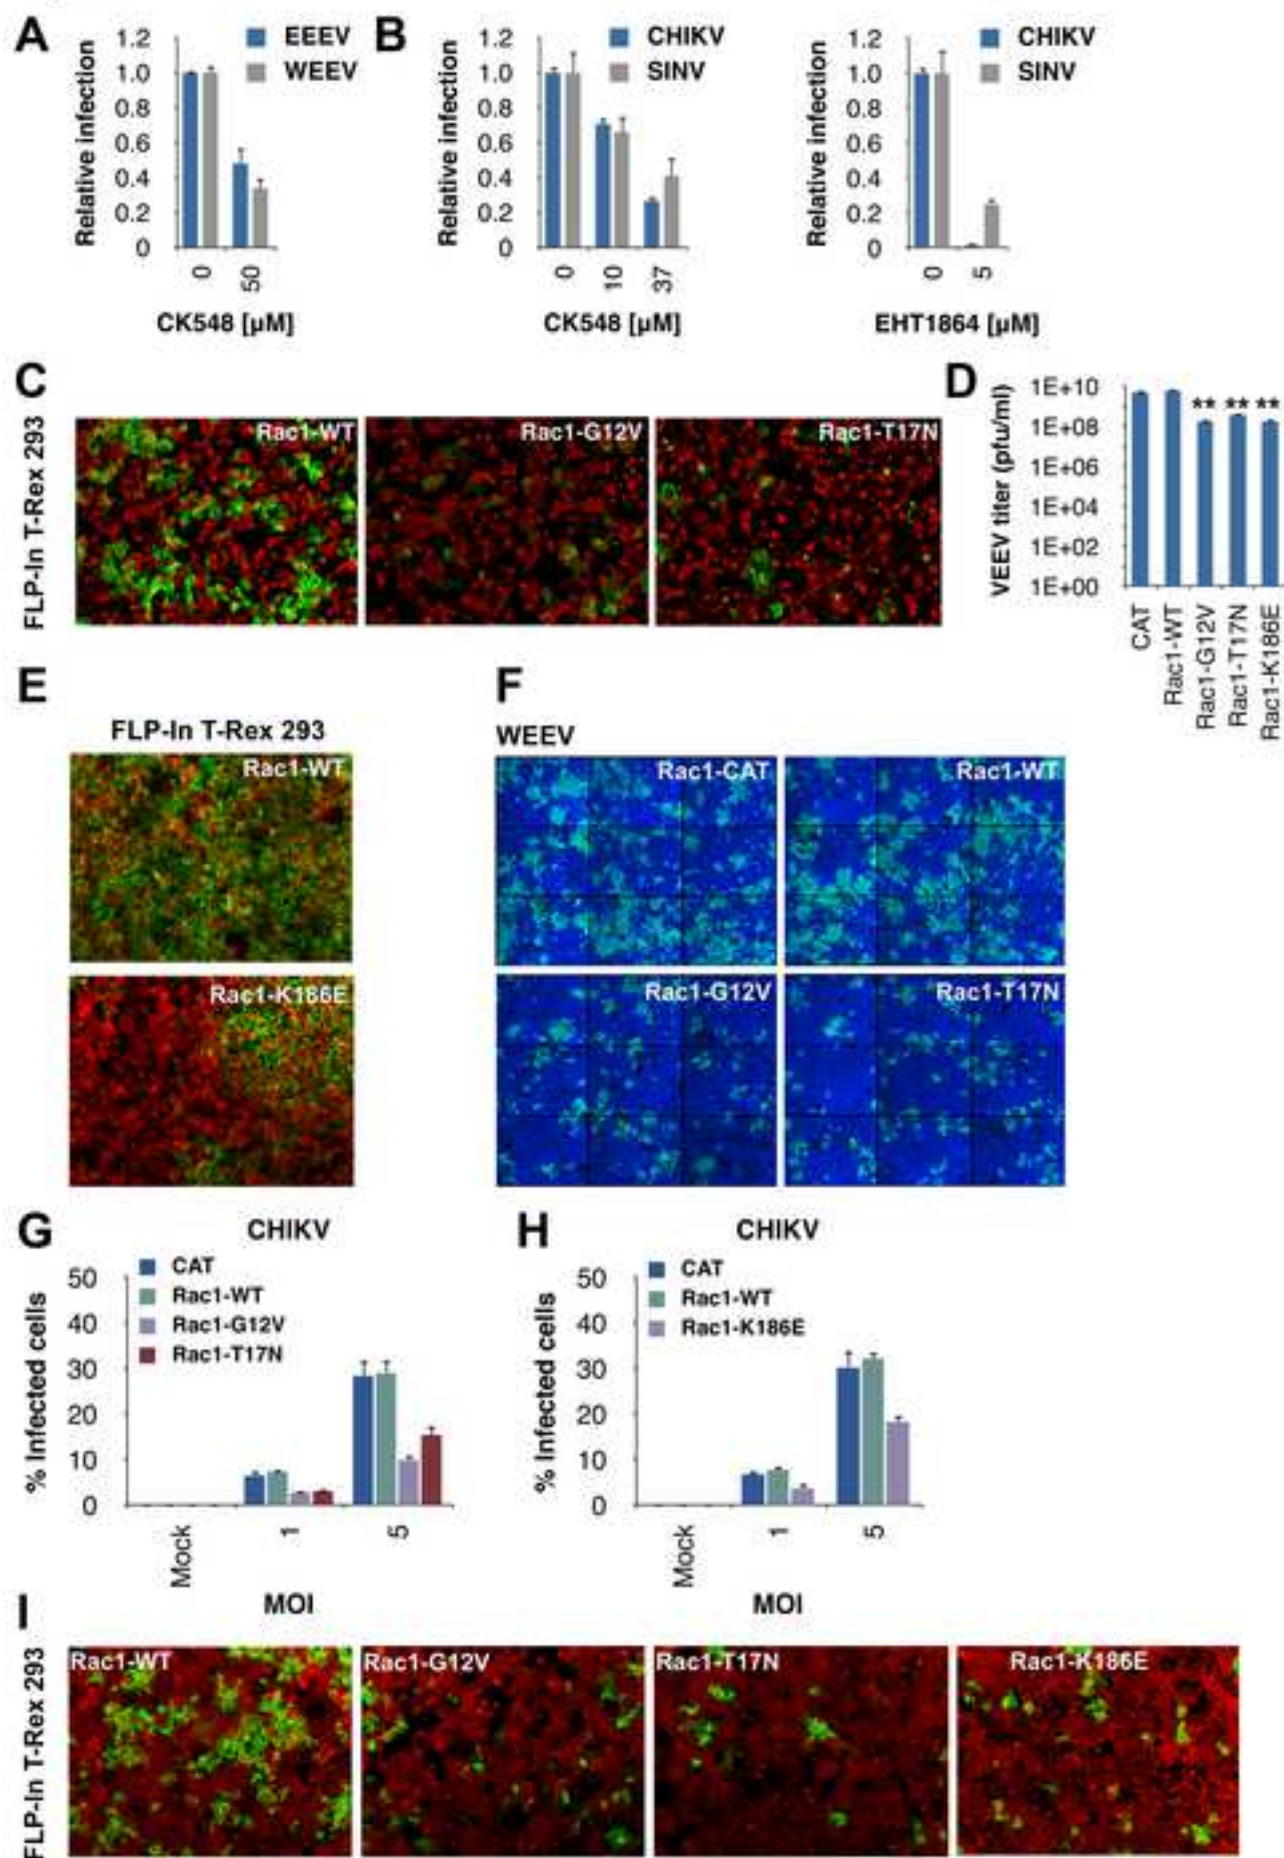 A
1.2
1.0
0.8
0.6
0.4
0.2
0
Relative infection
EEEV
WEEV
0
50
CK548 [µM]
B
1.2
1.0
0.8
0.6
0.4
0.2
0
Relative infection
CHIKV
SINV
0
10
37
CK548 [µM]
1.2
1.0
0.8
0.6
0.4
0.2
0
Relative infection
CHIKV
SINV
0
5
EHT1864 [µM]
C
FLP-In T-Rex 293
Rac1-WT
Rac1-G12V
Rac1-T17N
D
VEEV titer (pfu/ml)
1E+10
1E+08
1E+06
1E+04
1E+02
1E+00
** ** **
CAT
Rac1-WT
Rac1-G12V
Rac1-T17N
Rac1-K186E
E
FLP-In T-Rex 293
Rac1-WT
Rac1-K186E
F
WEEV
Rac1-CAT
Rac1-WT
Rac1-G12V
Rac1-T17N
G
CHIKV
% Infected cells
50
40
30
20
10
0
CAT
Rac1-WT
Rac1-G12V
Rac1-T17N
Mock
1
5
MOI
H
CHIKV
% Infected cells
50
40
30
20
10
0
CAT
Rac1-WT
Rac1-K186E
Mock
1
5
MOI
I
FLP-In T-Rex 293
Rac1-WT
Rac1-G12V
Rac1-T17N
Rac1-K186E